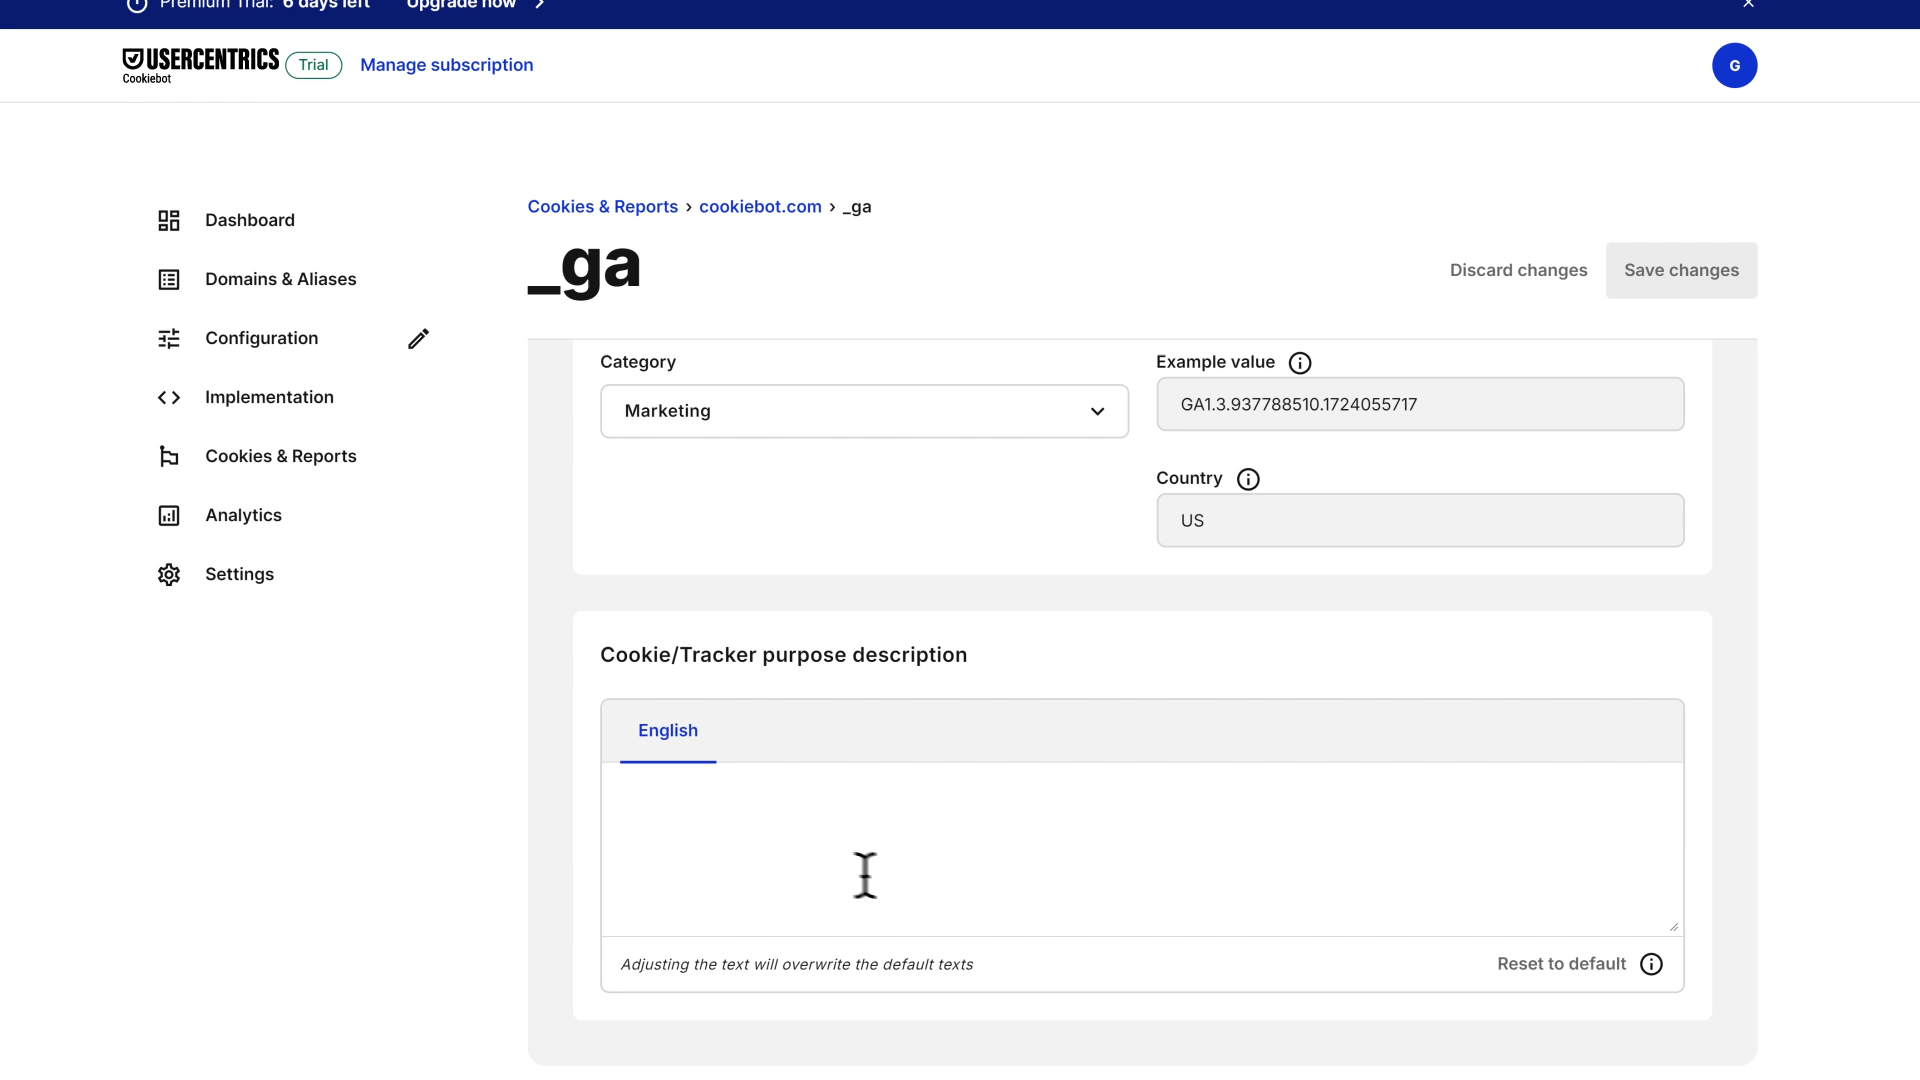 Premium Trial: 6 days left Upgrade now
USERCENTRICS
Cookiebot
Trial
Manage subscription
G
Dashboard
Domains & Aliases
Configuration
Implementation
Cookies & Reports
Analytics
Settings
Cookies & Reports › cookiebot.com › _ga
_ga
Discard changes
Save changes
Category
Marketing
Example value
GA1.3.937788510.1724055717
Country
US
Cookie/Tracker purpose description
English
Adjusting the text will overwrite the default texts
Reset to default